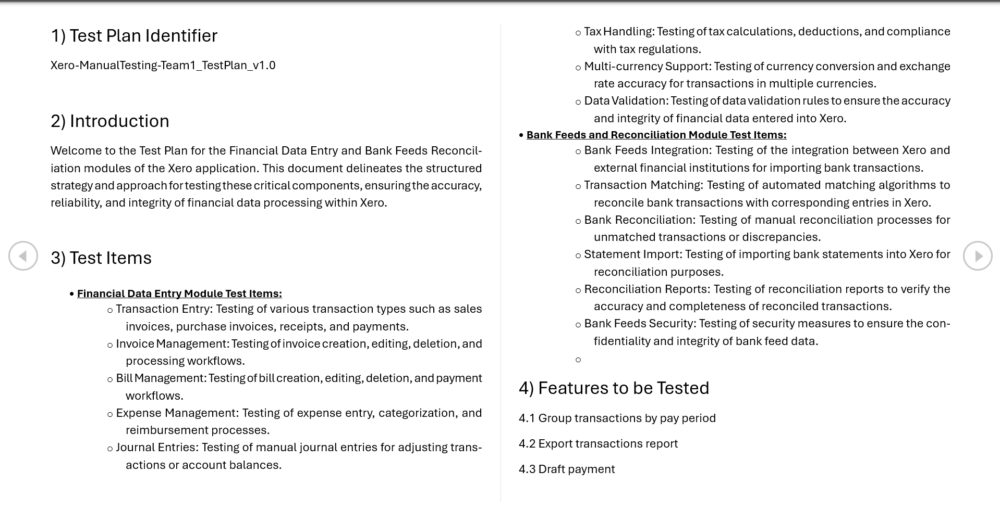 1) Test Plan Identifier
Xero-ManualTesting-Team1_TestPlan_v1.0
2) Introduction
Welcome to the Test Plan for the Financial Data Entry and Bank Feeds Reconcil-
iation modules of the Xero application. This document delineates the structured
strategy and approach for testing these critical components, ensuring the accuracy,
reliability, and integrity of financial data processing within Xero.
3) Test Items
• Financial Data Entry Module Test Items:
o Transaction Entry: Testing of various transaction types such as sales
invoices, purchase invoices, receipts, and payments.
o Invoice Management: Testing of invoice creation, editing, deletion, and
processing workflows.
o Bill Management: Testing of bill creation, editing, deletion, and payment
workflows.
o Expense Management: Testing of expense entry, categorization, and
reimbursement processes.
o Journal Entries: Testing of manual journal entries for adjusting trans-
actions or account balances.
o Tax Handling: Testing of tax calculations, deductions, and compliance
with tax regulations.
o Multi-currency Support: Testing of currency conversion and exchange
rate accuracy for transactions in multiple currencies.
o Data Validation: Testing of data validation rules to ensure the accuracy
and integrity of financial data entered into Xero.
• Bank Feeds and Reconciliation Module Test Items:
o Bank Feeds Integration: Testing of the integration between Xero and
external financial institutions for importing bank transactions.
o Transaction Matching: Testing of automated matching algorithms to
reconcile bank transactions with corresponding entries in Xero.
o Bank Reconciliation: Testing of manual reconciliation processes for
unmatched transactions or discrepancies.
o Statement Import: Testing of importing bank statements into Xero for
reconciliation purposes.
o Reconciliation Reports: Testing of reconciliation reports to verify the
accuracy and completeness of reconciled transactions.
o Bank Feeds Security: Testing of security measures to ensure the con-
fidentiality and integrity of bank feed data.
o
4) Features to be Tested
4.1 Group transactions by pay period
4.2 Export transactions report
4.3 Draft payment